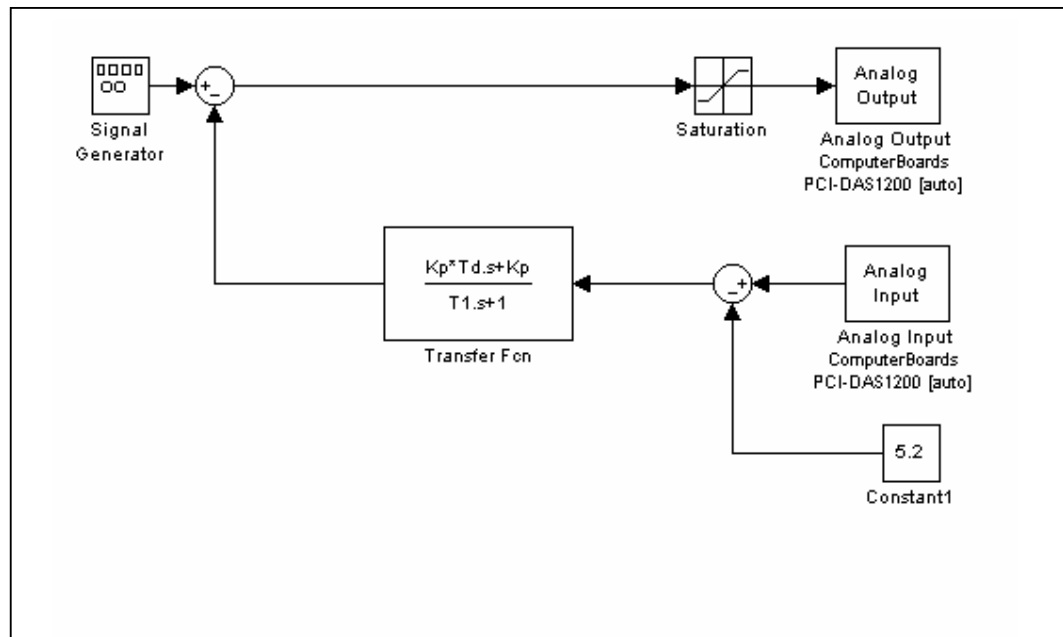 +
-
Signal
Generator
Saturation
Analog
Output
Analog Output
ComputerBoards
PCI-DAS1200 [auto]
Kp*Td.s+Kp
T1.s+1
Transfer Fcn
-
+
Analog
Input
Analog Input
ComputerBoards
PCI-DAS1200 [auto]
5.2
Constant1